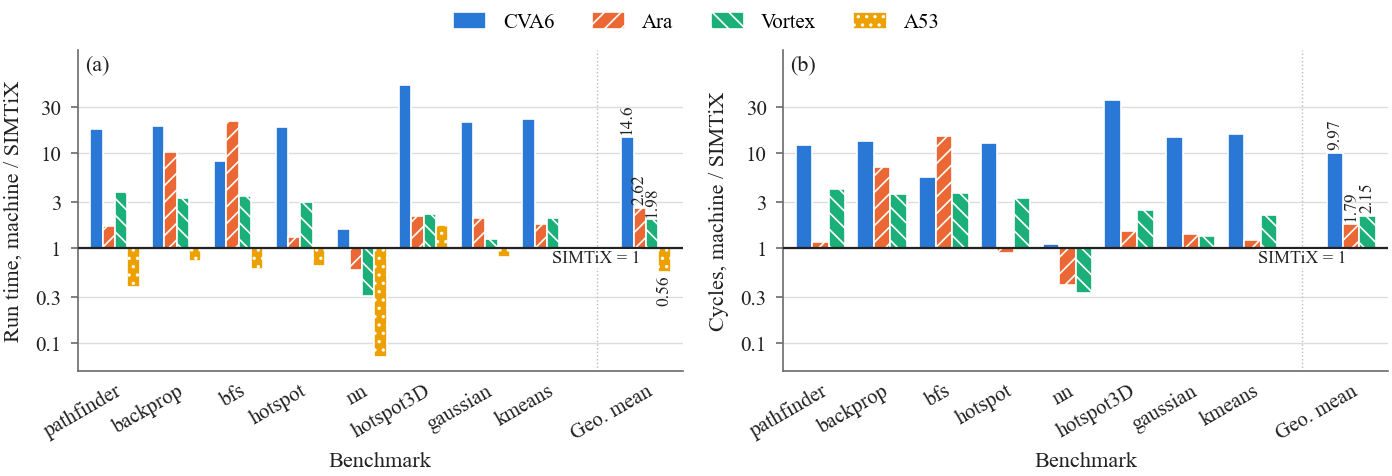 CVA6 Ara Vortex A53
(a)
Run time, machine / SIMTiX
30
10
3
1
0.3
0.1
14.6
2.62
1.98
0.56
SIMTiX = 1
pathfinder
backprop
bfs
hotspot
nn
hotspot3D
gaussian
kmeans
Geo. mean
Benchmark
(b)
Cycles, machine / SIMTiX
30
10
3
1
0.3
0.1
9.97
1.79
2.15
SIMTiX = 1
pathfinder
backprop
bfs
hotspot
nn
hotspot3D
gaussian
kmeans
Geo. mean
Benchmark